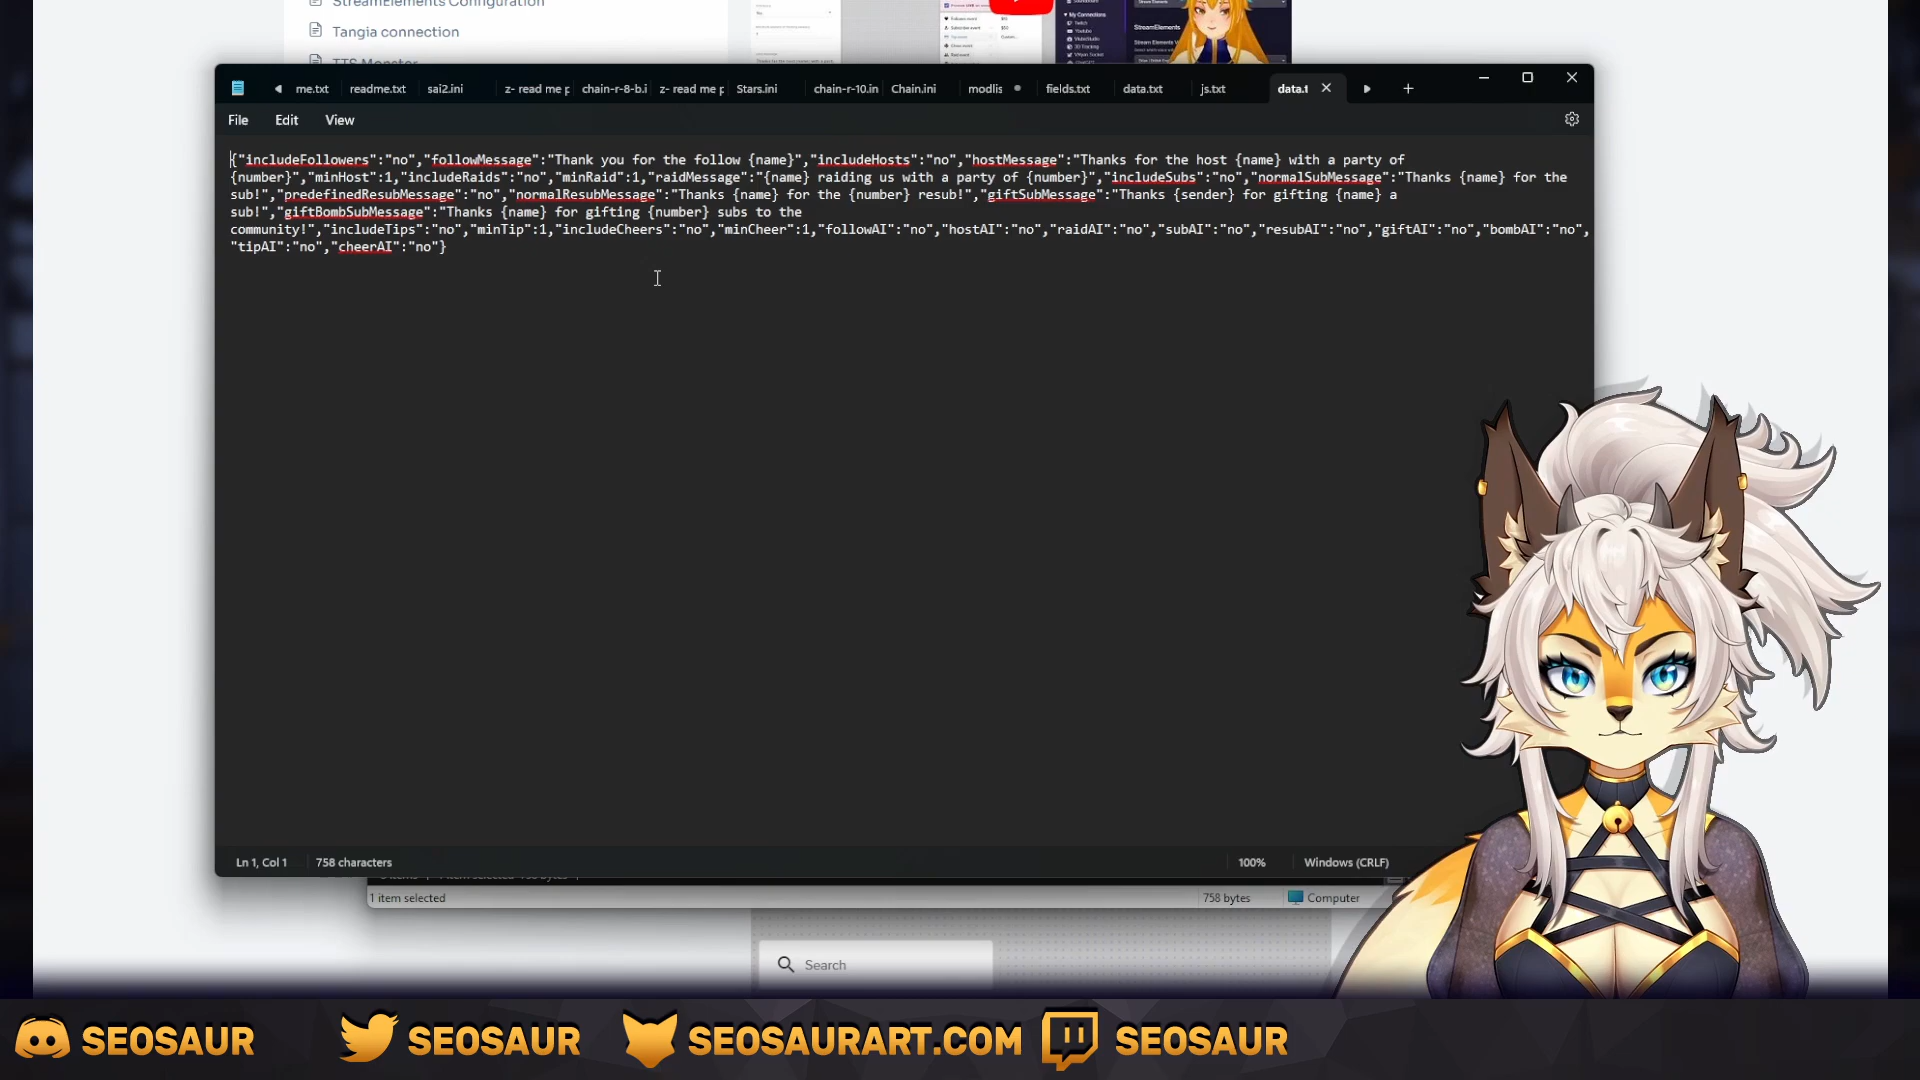 StreamElements Configuration
Tangia connection
TTS Monster
me.txt readme.txt sai2.ini z- read me p chain-r-8-b.i z- read me p Stars.ini chain-r-10.in Chain.ini modlis fields.txt data.txt js.txt data.t
File Edit View
{"includeFollowers":"no","followMessage":"Thank you for the follow {name}","includeHosts":"no","hostMessage":"Thanks for the host {name} with a party of
{number}","minHost":1,"includeRaids":"no","minRaid":1,"raidMessage":"{name} raiding us with a party of {number}","includeSubs":"no","normalSubMessage":"Thanks {name} for the
sub!","predefinedResubMessage":"no","normalResubMessage":"Thanks {name} for the {number} resub!","giftSubMessage":"Thanks {sender} for gifting {name} a
sub!","giftBombSubMessage":"Thanks {name} for gifting {number} subs to the
community!","includeTips":"no","minTip":1,"includeCheers":"no","minCheer":1,"followAI":"no","hostAI":"no","raidAI":"no","subAI":"no","resubAI":"no","giftAI":"no","bombAI":"no",
"tipAI":"no","cheerAI":"no"}
Ln 1, Col 1 758 characters 100% Windows (CRLF)
1 item selected 758 bytes Computer
Search
SEOSAUR SEOSAUR SEOSAURART.COM SEOSAUR